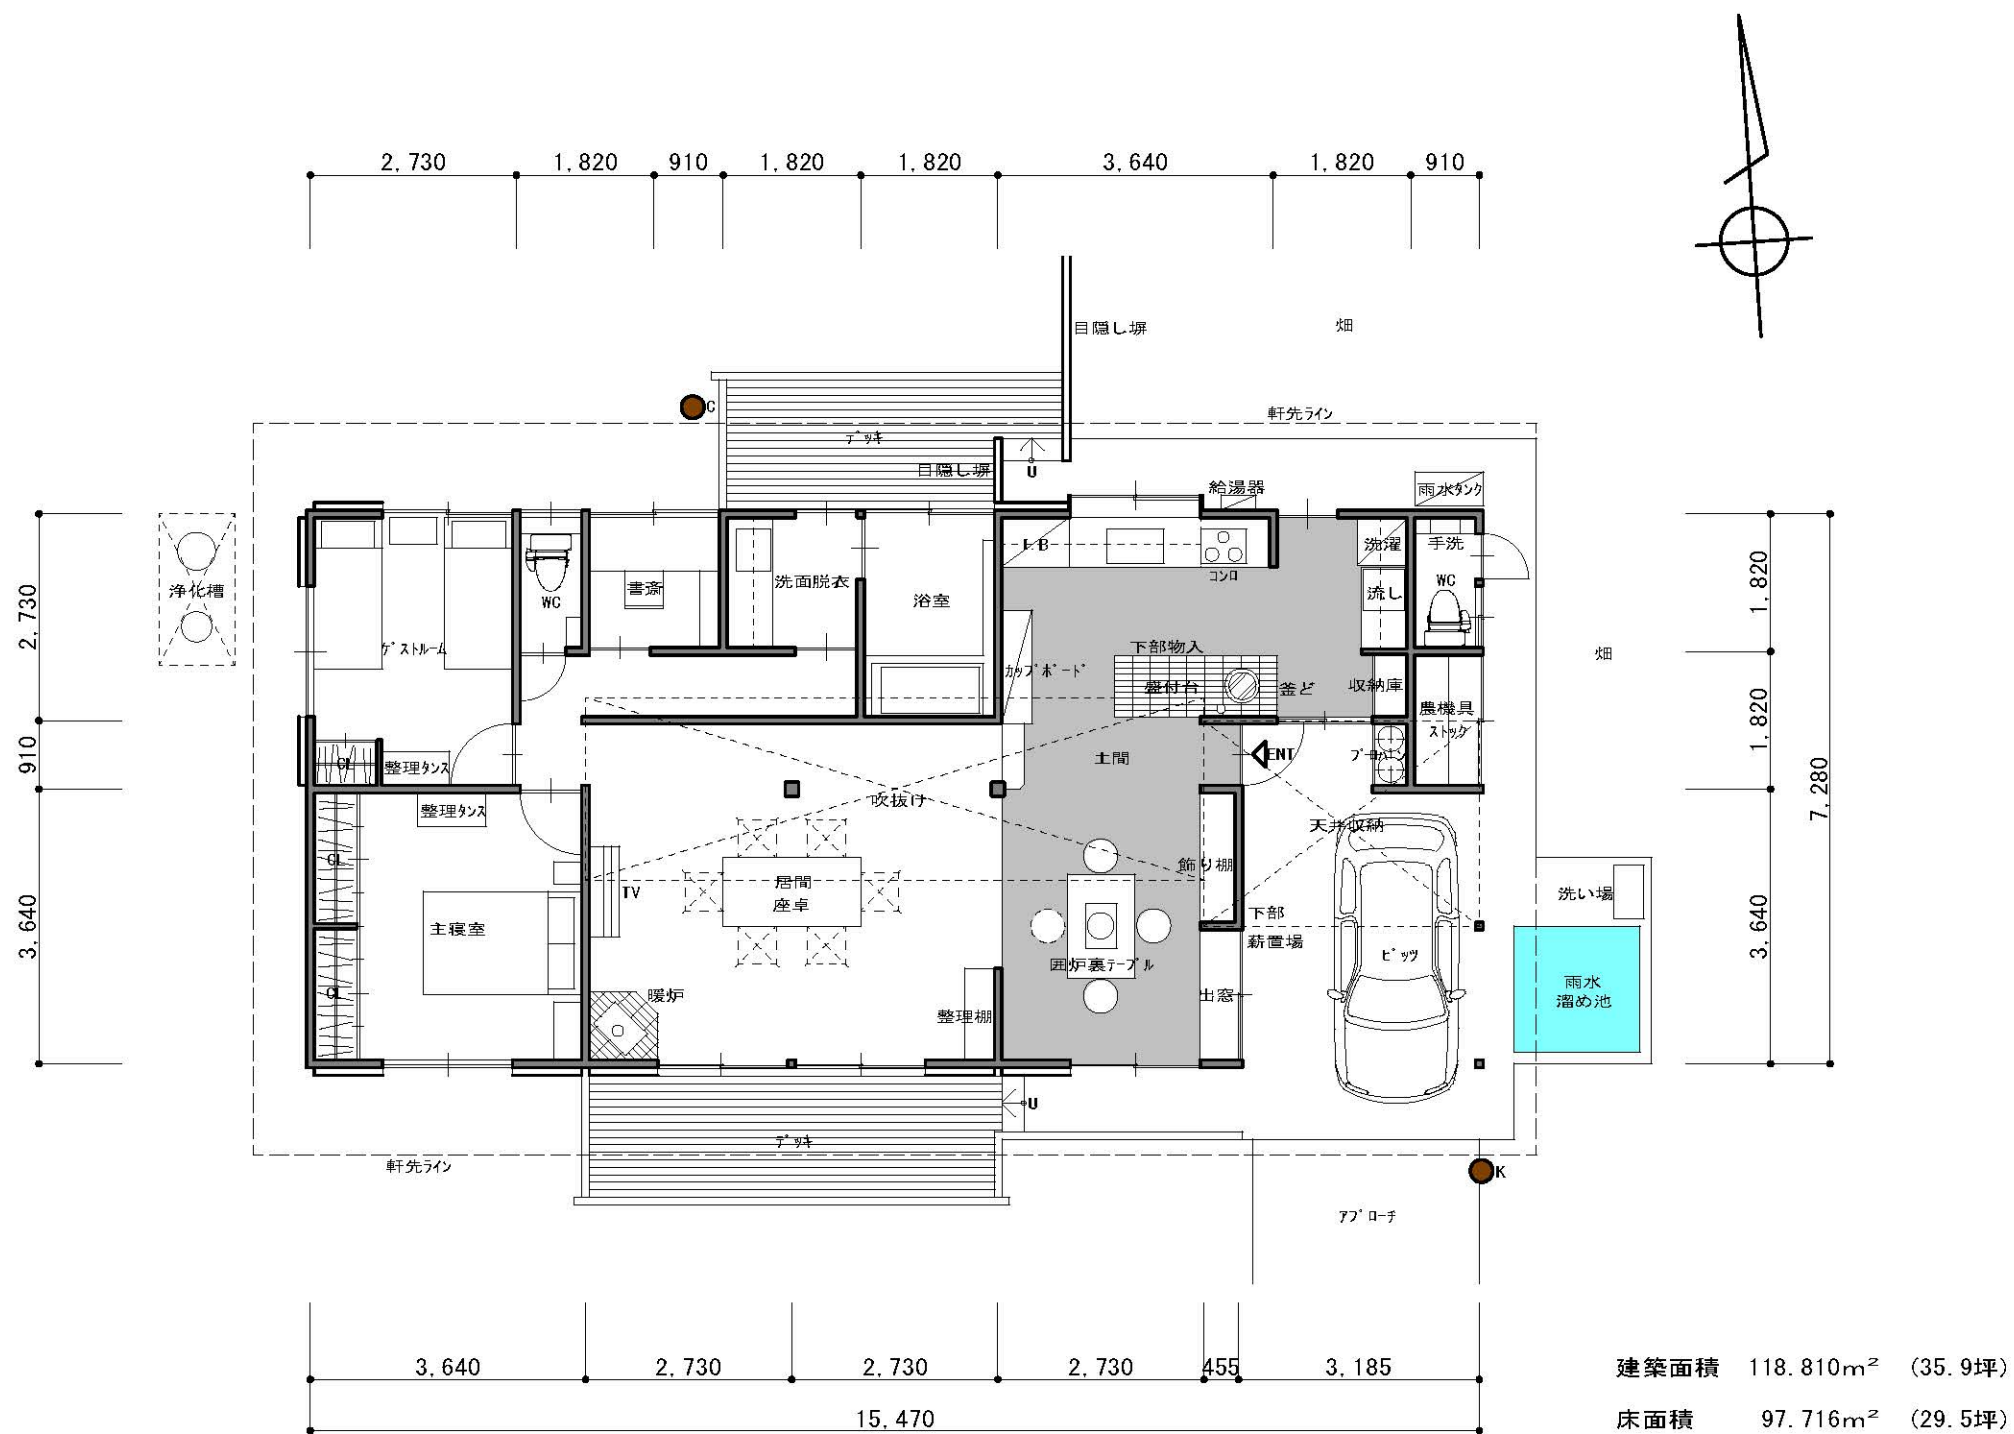 2,730
1,820
910
1,820
1,820
3,640
1,820
910
目隠し塀
畑
軒先ライン
C
デッキ
目隠し塀
U
給湯器
雨水タンク
浄化槽
WC
書斎
洗面脱衣
浴室
コンロ
洗濯
手洗
流し
WC
ゲストルーム
下部物入
カップボード
盛付台
釜ど
収納庫
畑
農機具
ストック
CL
整理タンス
土間
ENT
プロパン
整理タンス
吹抜け
天井収納
CL
TV
居間
座卓
飾り棚
洗い場
主寝室
下部
薪置場
囲炉裏テーブル
ビッツ
CL
暖炉
整理棚
出窓
雨水
溜め池
U
デッキ
軒先ライン
K
アプローチ
2,730
910
3,640
1,820
1,820
3,640
7,280
3,640
2,730
2,730
2,730
455
3,185
15,470
建築面積 118.810m² (35.9坪)
床面積 97.716m² (29.5坪)